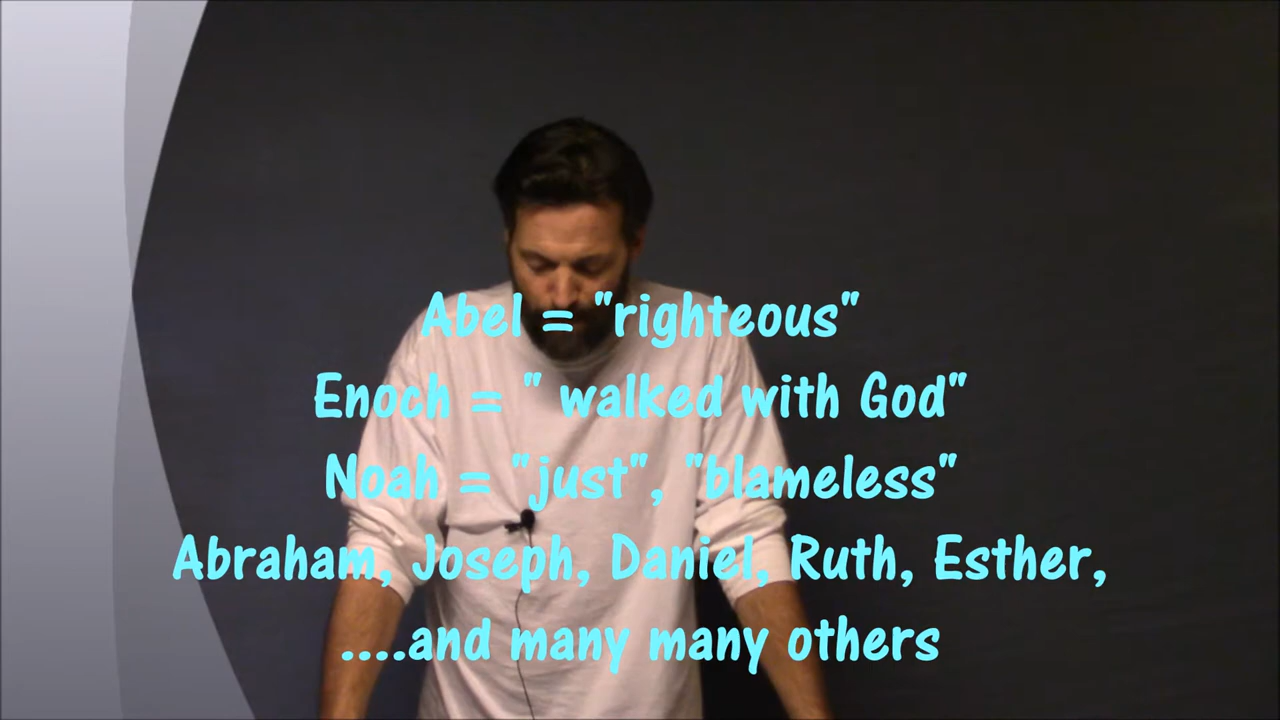 Abel = "righteous"
Enoch = " walked with God"
Noah = "just", "blameless"
Abraham, Joseph, Daniel, Ruth, Esther,
....and many many others